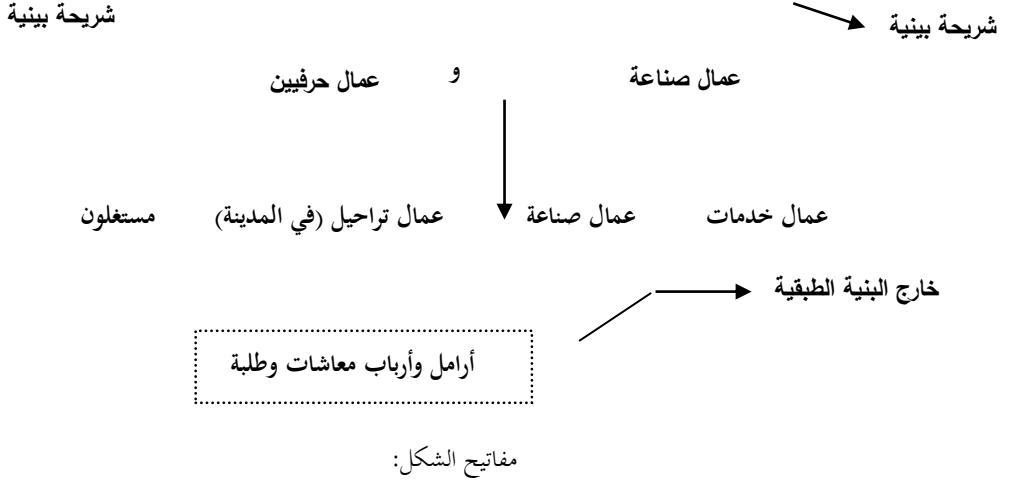 شريحة بينية شريحة بينية
عمال صناعة و عمال حرفيين
عمال خدمات عمال صناعة عمال تراحيل (في المدينة) مستغلون
خارج البنية الطبقية
أرامل وأرباب معاشات وطلبة
مفاتيح الشكل: